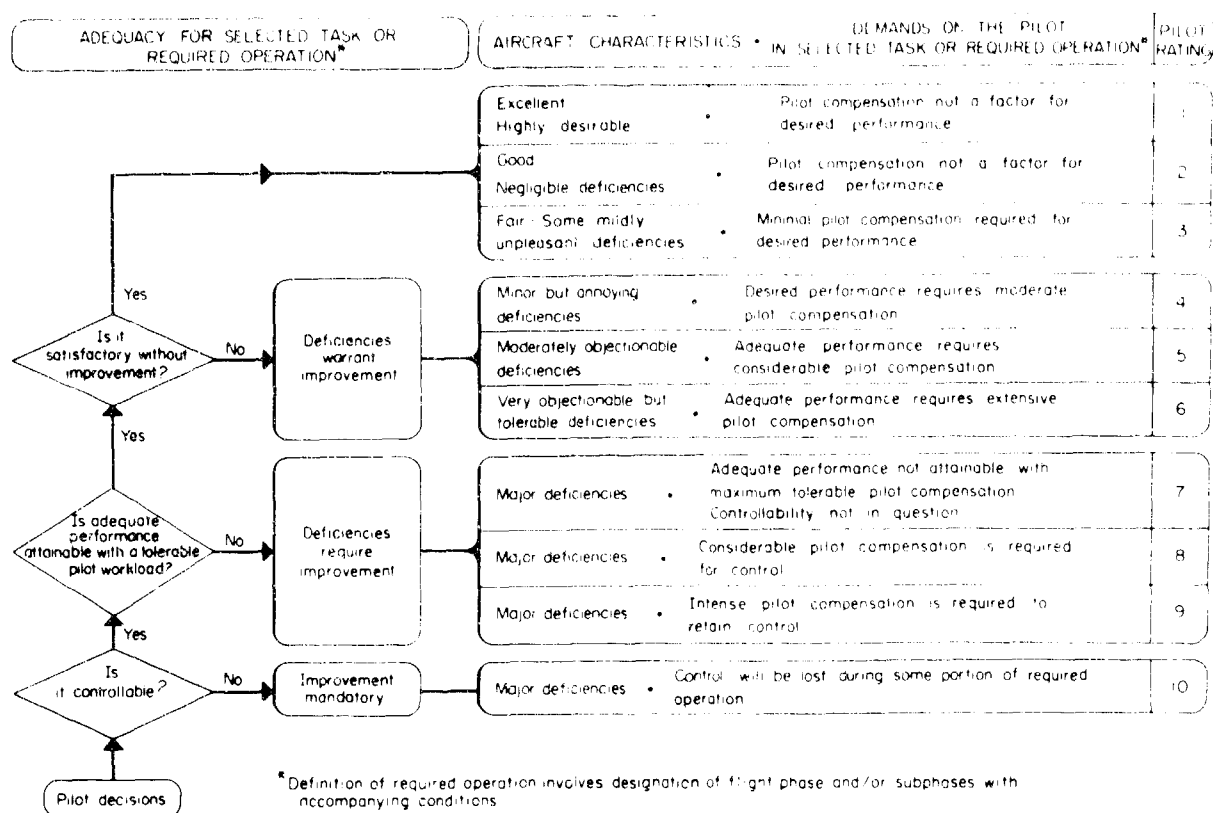 ADEQUACY FOR SELECTED TASK OR
REQUIRED OPERATION*
AIRCRAFT CHARACTERISTICS •
DEMANDS ON THE PILOT
IN SELECTED TASK OR REQUIRED OPERATION*
PILOT
RATING
Excellent
Highly desirable • Pilot compensation not a factor for
desired performance
1
Good
Negligible deficiencies • Pilot compensation not a factor for
desired performance
2
Fair - Some mildly
unpleasant deficiencies • Minimal pilot compensation required for
desired performance
3
Yes
Is it
satisfactory without
improvement?
No
Deficiencies
warrant
improvement
Minor but annoying
deficiencies • Desired performance requires moderate
pilot compensation
4
Moderately objectionable
deficiencies • Adequate performance requires
considerable pilot compensation
5
Very objectionable but
tolerable deficiencies • Adequate performance requires extensive
pilot compensation
6
Yes
Is adequate
performance
attainable with a tolerable
pilot workload?
No
Deficiencies
require
improvement
Major deficiencies • Adequate performance not attainable with
maximum tolerable pilot compensation
Controllability not in question
7
Major deficiencies • Considerable pilot compensation is required
for control
8
Major deficiencies • Intense pilot compensation is required to
retain control
9
Yes
Is
it controllable?
No
Improvement
mandatory
Major deficiencies • Control will be lost during some portion of required
operation
10
Pilot decisions
*Definition of required operation involves designation of flight phase and/or subphases with
accompanying conditions